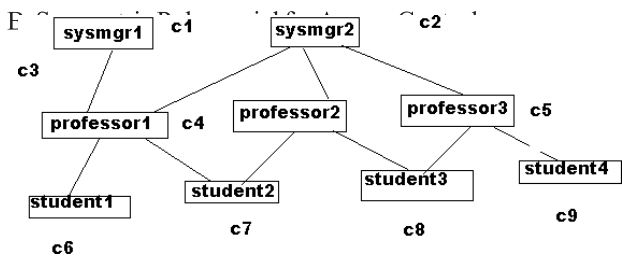 sysmgr1 c1 sysmgr2 c2
c3
professor1 c4 professor2 professor3 c5
student1 student2 student3 student4
c6 c7 c8 c9